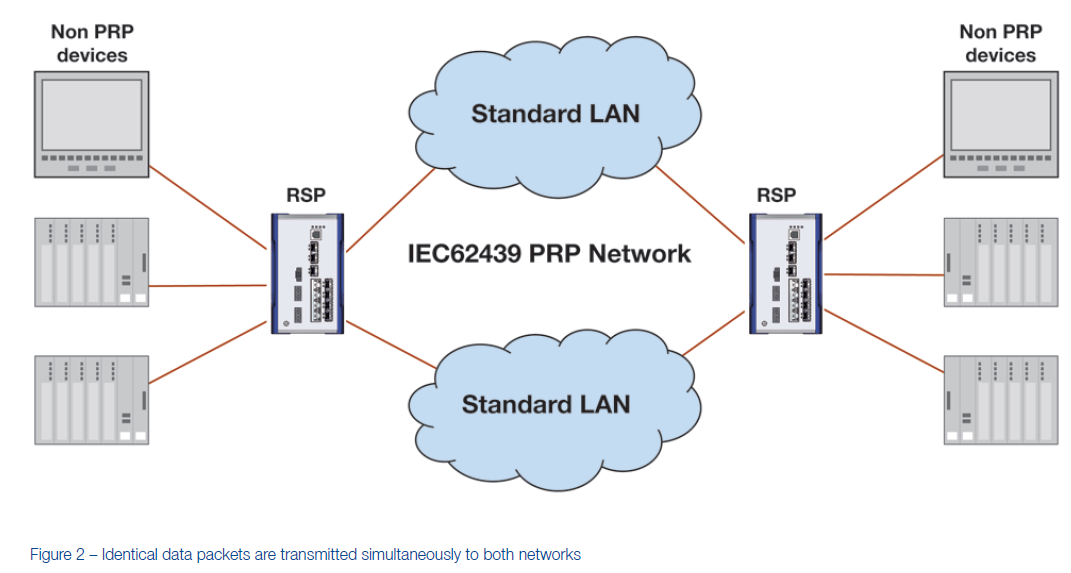 Non PRP
devices
Non PRP
devices
Standard LAN
RSP
RSP
IEC62439 PRP Network
Standard LAN
Figure 2 – Identical data packets are transmitted simultaneously to both networks